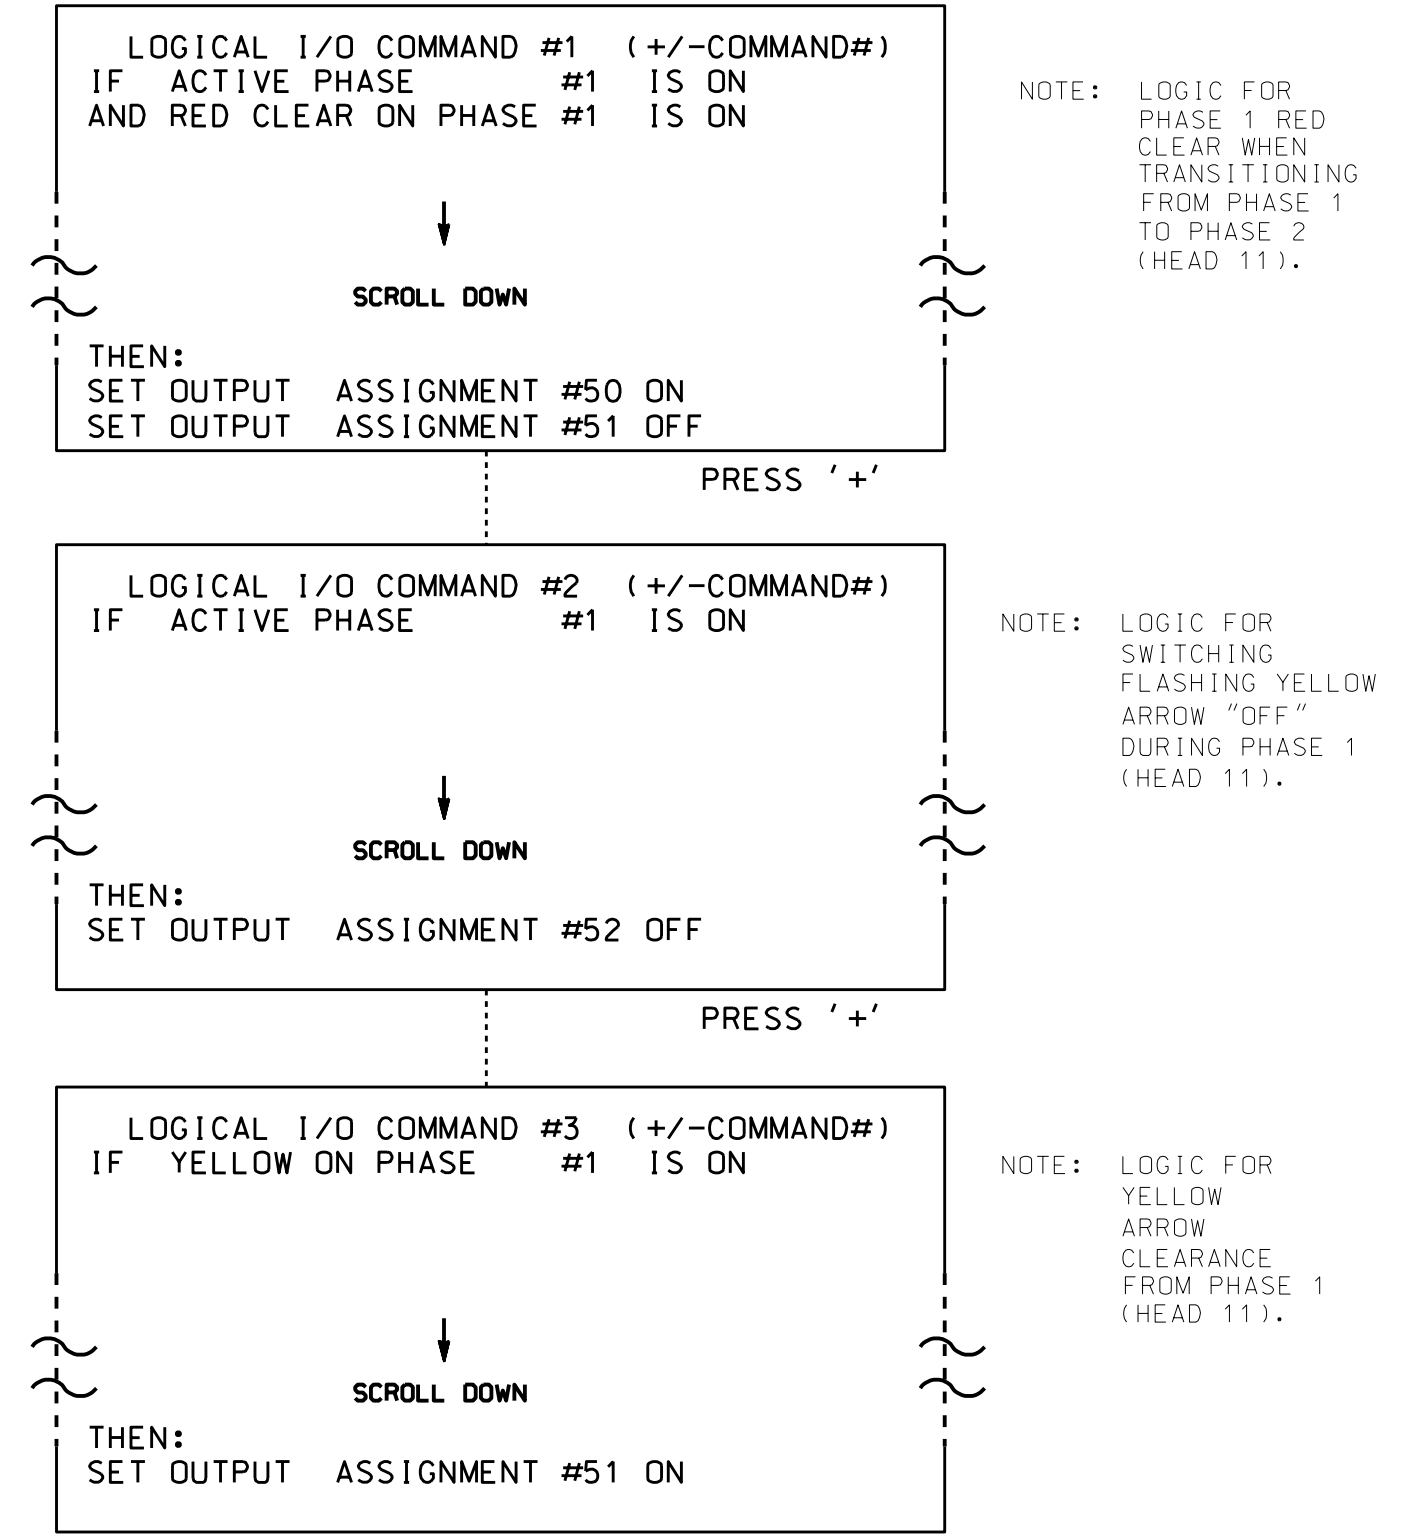 LOGICAL I/O COMMAND #1 (+/-COMMAND#)
IF ACTIVE PHASE #1 IS ON
AND RED CLEAR ON PHASE #1 IS ON
SCROLL DOWN
THEN:
SET OUTPUT ASSIGNMENT #50 ON
SET OUTPUT ASSIGNMENT #51 OFF
NOTE: LOGIC FOR
PHASE 1 RED
CLEAR WHEN
TRANSITIONING
FROM PHASE 1
TO PHASE 2
(HEAD 11).
PRESS '+'
LOGICAL I/O COMMAND #2 (+/-COMMAND#)
IF ACTIVE PHASE #1 IS ON
SCROLL DOWN
THEN:
SET OUTPUT ASSIGNMENT #52 OFF
NOTE: LOGIC FOR
SWITCHING
FLASHING YELLOW
ARROW "OFF"
DURING PHASE 1
(HEAD 11).
PRESS '+'
LOGICAL I/O COMMAND #3 (+/-COMMAND#)
IF YELLOW ON PHASE #1 IS ON
SCROLL DOWN
THEN:
SET OUTPUT ASSIGNMENT #51 ON
NOTE: LOGIC FOR
YELLOW
ARROW
CLEARANCE
FROM PHASE 1
(HEAD 11).